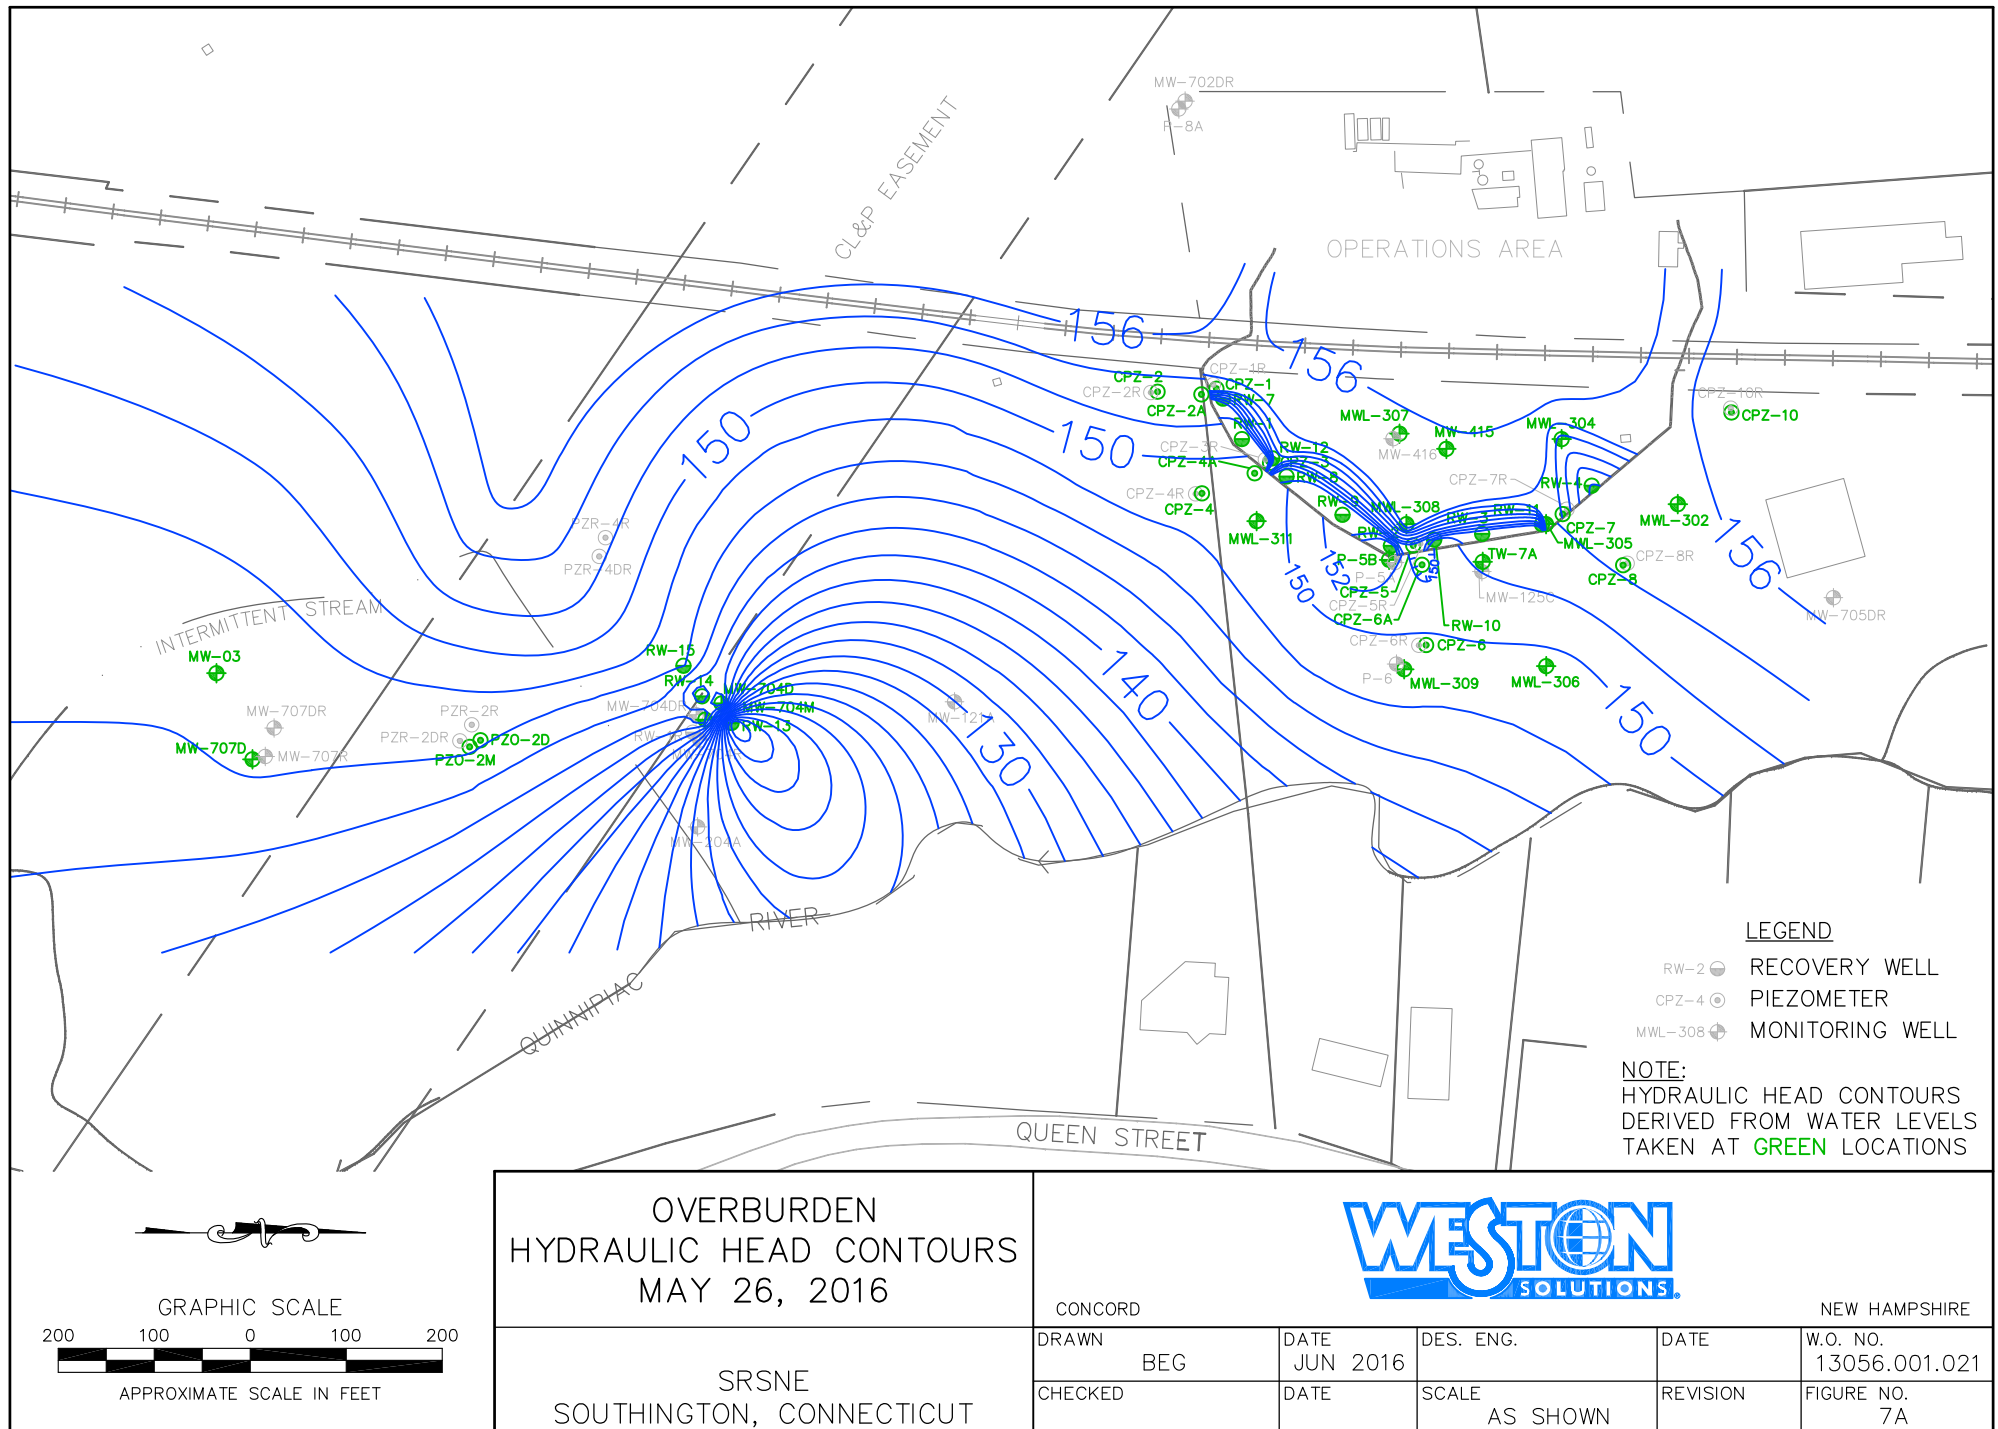 MW-702DR
P-8A
CL&P EASEMENT
OPERATIONS AREA
156
156
CPZ-1R
CPZ-2
CPZ-1
CPZ-2R
RW-7
CPZ-2A
CPZ-10R
CPZ-10
MWL-307
MW-415
MWL-304
RW-1
150
150
CPZ-3R
RW-12
MW-416
CPZ-4A
CPZ-3
RW-8
CPZ-7R
RW-4
CPZ-4R
CPZ-4
RW-9
MWL-308
RW-3
RW-11
MWL-302
PZR-4R
MWL-311
CPZ-7
MWL-305
PZR-4DR
P-5B
TW-7A
CPZ-8R
P-5A
CPZ-8
152
150
150
156
CPZ-5
MW-125C
CPZ-5R
MW-705DR
INTERMITTENT STREAM
CPZ-6A
RW-10
MW-03
RW-15
CPZ-6R
CPZ-6
RW-14
P-6
MWL-309
MWL-306
MW-704D
140
MW-704DR
MW-704M
MW-707DR
PZR-2R
MW-121A
RW-13
150
PZR-2DR
PZO-2D
MW-707D
MW-707R
PZO-2M
130
MW-204A
RIVER
QUINNIPIAC
QUEEN STREET
LEGEND
RW-2 RECOVERY WELL
CPZ-4 PIEZOMETER
MWL-308 MONITORING WELL
NOTE:
HYDRAULIC HEAD CONTOURS
DERIVED FROM WATER LEVELS
TAKEN AT GREEN LOCATIONS
GRAPHIC SCALE
200 100 0 100 200
APPROXIMATE SCALE IN FEET
OVERBURDEN
HYDRAULIC HEAD CONTOURS
MAY 26, 2016
SRSNE
SOUTHINGTON, CONNECTICUT
WESTON
SOLUTIONS®
CONCORD NEW HAMPSHIRE
DRAWN DATE DES. ENG. DATE W.O. NO.
BEG JUN 2016 13056.001.021
CHECKED DATE SCALE REVISION FIGURE NO.
AS SHOWN 7A